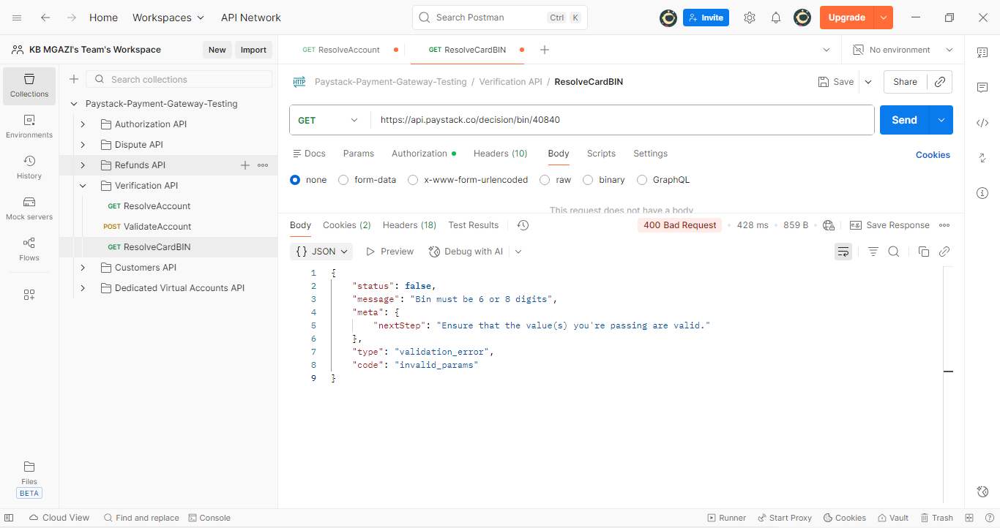 Home Workspaces API Network Search Postman Ctrl K Invite Upgrade
KB MGAZI's Team's Workspace New Import
GET ResolveAccount GET ResolveCardBIN No environment
Collections
Environments
History
Mock servers
Flows
Files
BETA
Search collections
Paystack-Payment-Gateway-Testing
Authorization API
Dispute API
Refunds API
Verification API
GET ResolveAccount
POST ValidateAccount
GET ResolveCardBIN
Customers API
Dedicated Virtual Accounts API
HTTP Paystack-Payment-Gateway-Testing / Verification API / ResolveCardBIN Save Share
GET https://api.paystack.co/decision/bin/40840 Send
Docs Params Authorization Headers (10) Body Scripts Settings Cookies
none form-data x-www-form-urlencoded raw binary GraphQL
This request does not have a body
Body Cookies (2) Headers (18) Test Results 400 Bad Request 428 ms 859 B e.g. Save Response
{} JSON Preview Debug with AI
1 {
2 "status": false,
3 "message": "Bin must be 6 or 8 digits",
4 "meta": {
5 "nextStep": "Ensure that the value(s) you're passing are valid."
6 },
7 "type": "validation_error",
8 "code": "invalid_params"
9 }
Cloud View Find and replace Console Runner Start Proxy Cookies Vault Trash